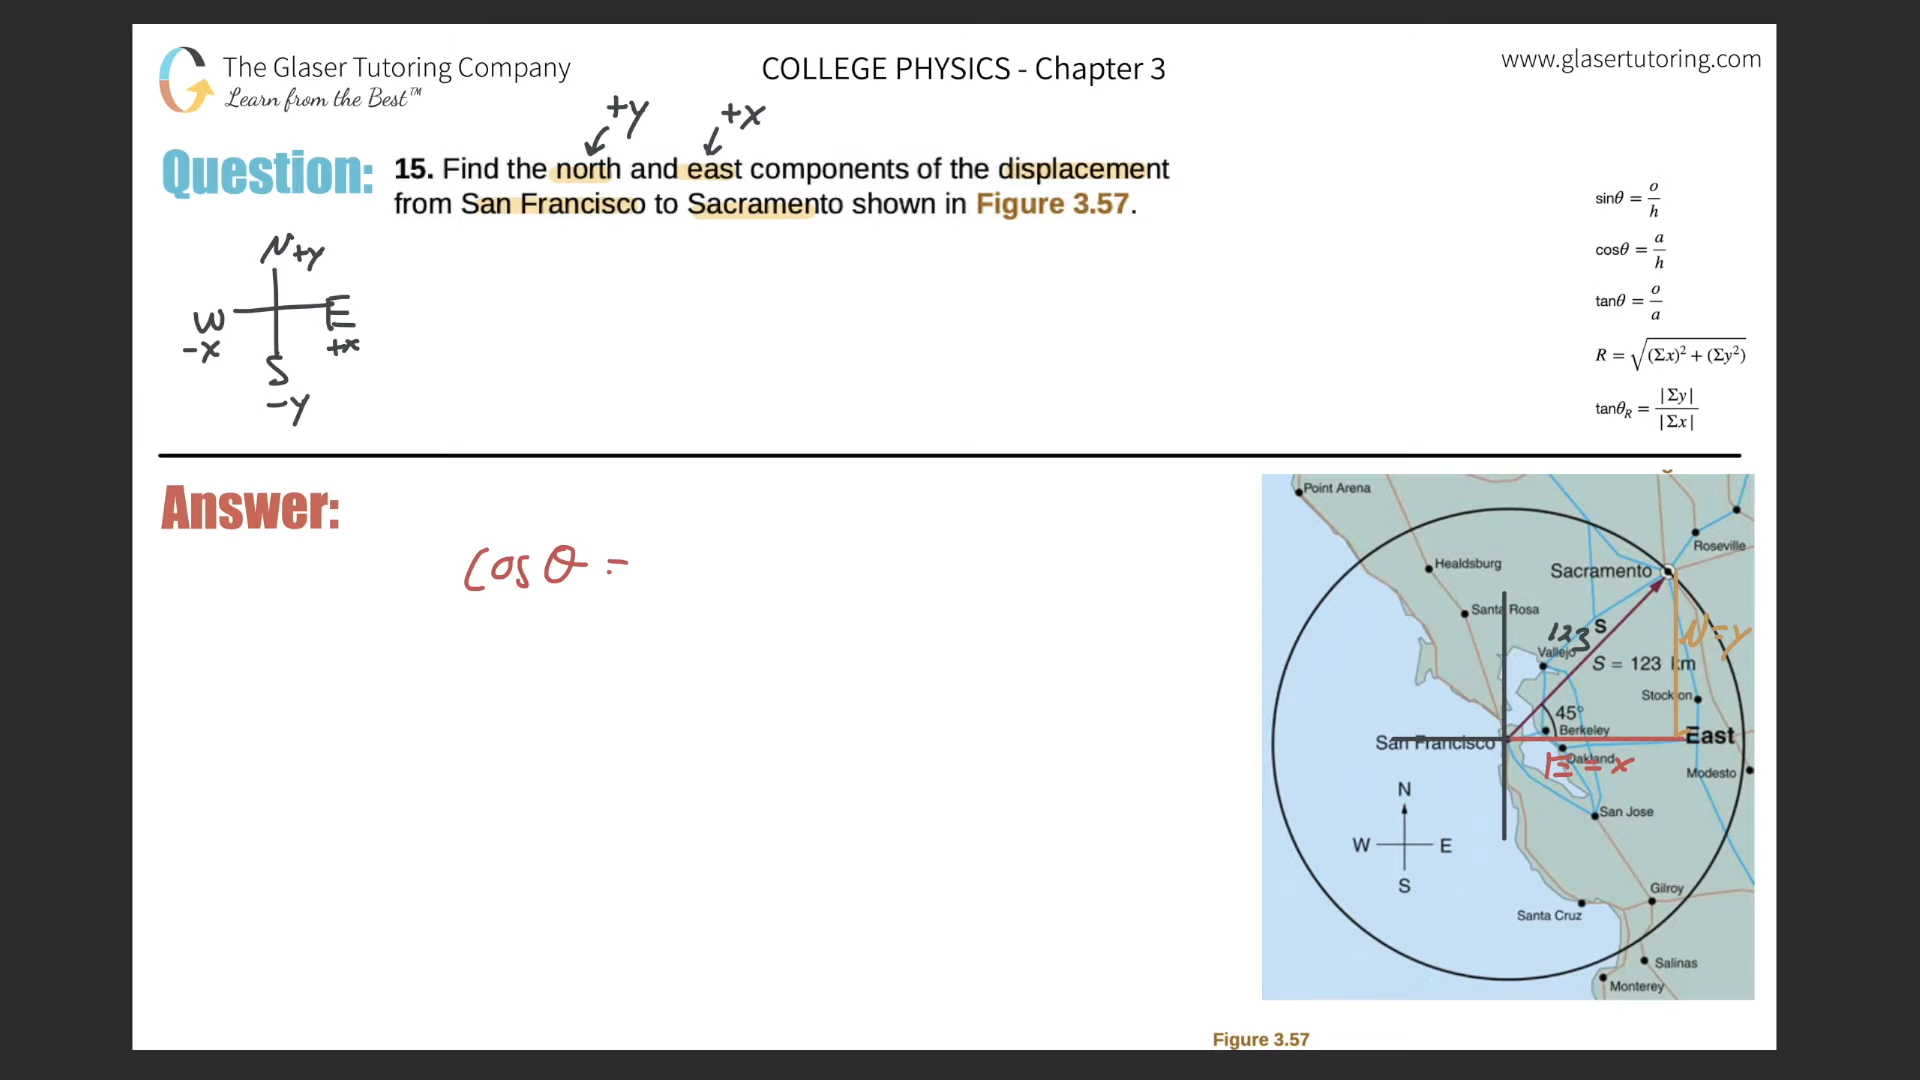 The Glaser Tutoring Company
Learn from the Best™
COLLEGE PHYSICS - Chapter 3
www.glasertutoring.com
+y
+x
Question:
15. Find the north and east components of the displacement
from San Francisco to Sacramento shown in Figure 3.57.
N +y
W
E
-x
+x
S
-y
sinθ = o/h
cosθ = a/h
tanθ = o/a
R = √(Σx)² + (Σy²)
tanθR = |Σy|/|Σx|
Answer:
cos θ =
Point Arena
Roseville
Healdsburg
Sacramento
Santa Rosa
123
S
N=y
Vallejo
S = 123 km
Stockton
45°
Berkeley
San Francisco
East
Oakland
E = x
Modesto
N
San Jose
W
E
S
Gilroy
Santa Cruz
Salinas
Monterey
Figure 3.57